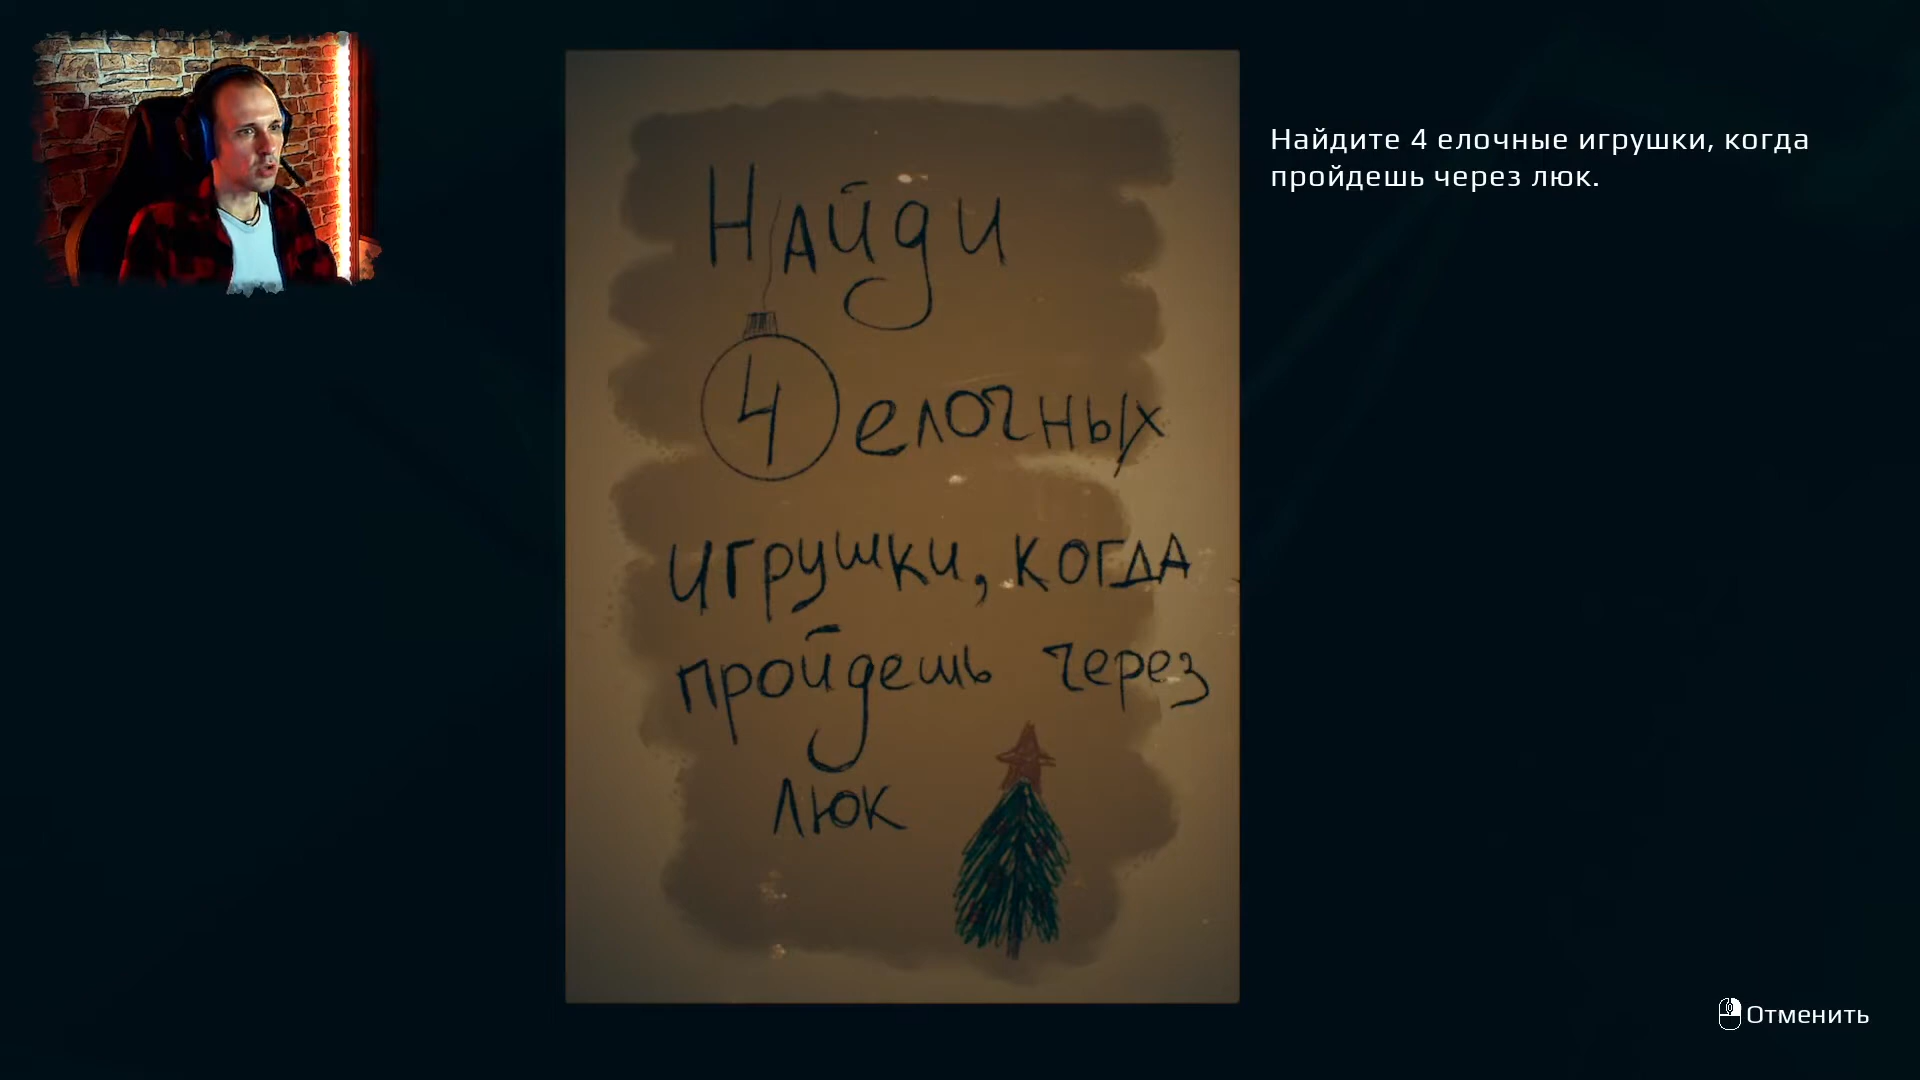 Найди
4 елочных
игрушки, когда
пройдешь через
люк
Найдите 4 елочные игрушки, когда
пройдешь через люк.
Отменить